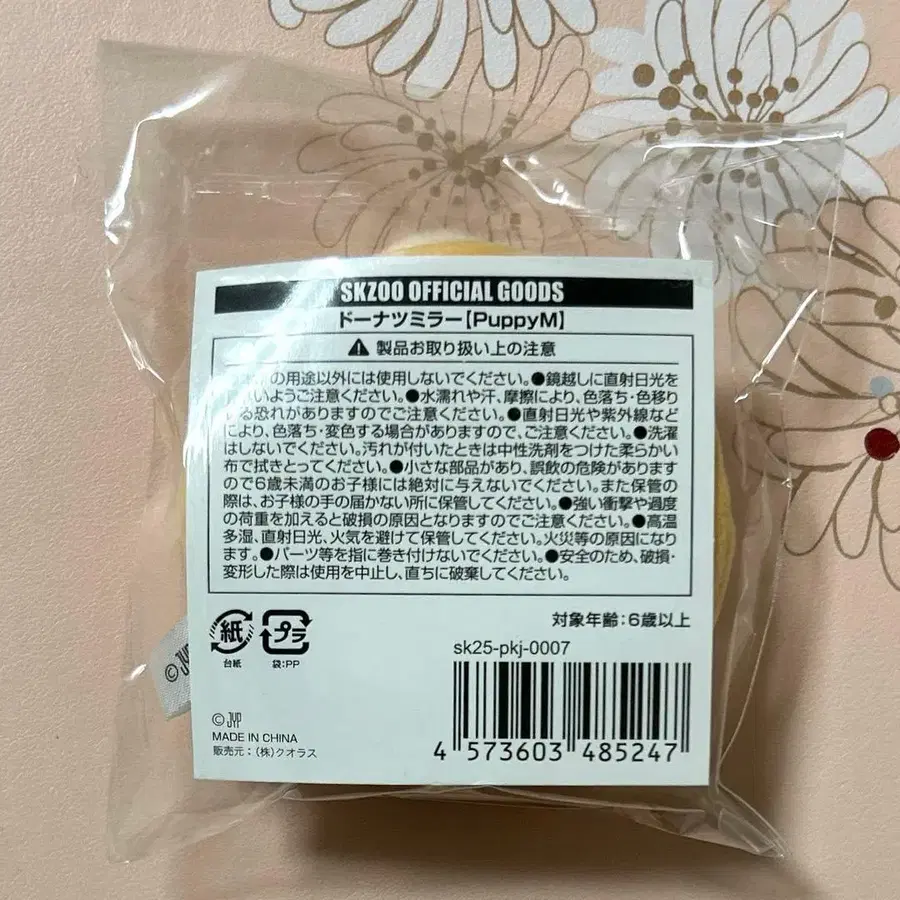 SKZOO OFFICIAL GOODS
ドーナツミラー【PuppyM】
製品お取り扱い上の注意
の用途以外には使用しないでください。●鏡越しに直射日光を
いようご注意ください。●水濡れや汗、摩擦により、色落ち・色移り
る恐れがありますのでご注意ください。●直射日光や紫外線など
により、色落ち・変色する場合がありますので、ご注意ください。●洗濯
はしないでください。汚れが付いたときは中性洗剤をつけた柔らかい
布で拭きとってください。●小さな部品があり、誤飲の危険があります
ので6歳未満のお子様には絶対に与えないでください。また保管の
際は、お子様の手の届かない所に保管してください。●強い衝撃や過度
の荷重を加えると破損の原因となりますのでご注意ください。●高温
多湿、直射日光、火気を避けて保管してください。火災等の原因になり
ます。●パーツ等を指に巻き付けないでください。●安全のため、破損・
変形した際は使用を中止し、直ちに破棄してください。
対象年齢:6歳以上
紙
台紙
プラ
袋:PP
sk25-pkj-0007
© JYP
© JYP
MADE IN CHINA
販売元:(株)クオラス
4 573603 485247